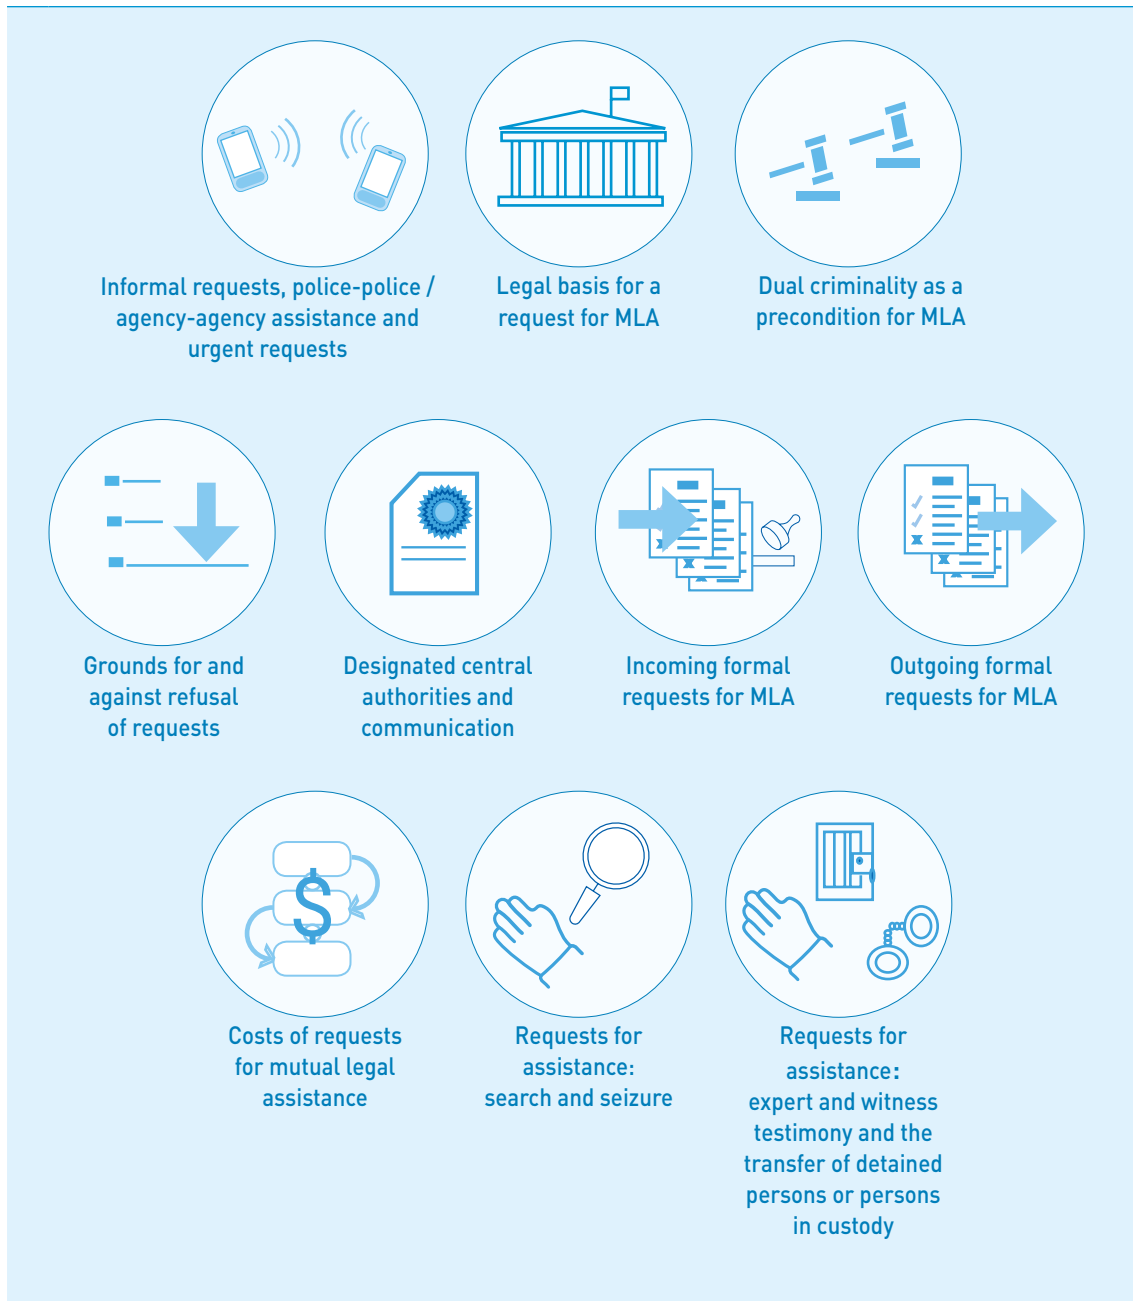 Informal requests, police-police /
agency-agency assistance and
urgent requests
Legal basis for a
request for MLA
Dual criminality as a
precondition for MLA
Grounds for and
against refusal
of requests
Designated central
authorities and
communication
Incoming formal
requests for MLA
Outgoing formal
requests for MLA
$
Costs of requests
for mutual legal
assistance
Requests for
assistance:
search and seizure
Requests for
assistance:
expert and witness
testimony and the
transfer of detained
persons or persons
in custody